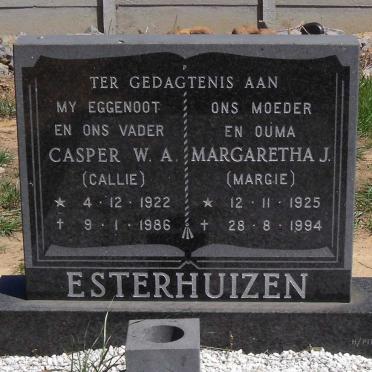 TER GEDAGTENIS AAN
MY EGGENOOT
EN ONS VADER
CASPER W. A.
(CALLIE)
★ 4·12·1922
✝ 9·1·1986
ONS MOEDER
EN OUMA
MARGARETHA J.
(MARGIE)
★ 12·11·1925
✝ 28·8·1994
ESTERHUIZEN